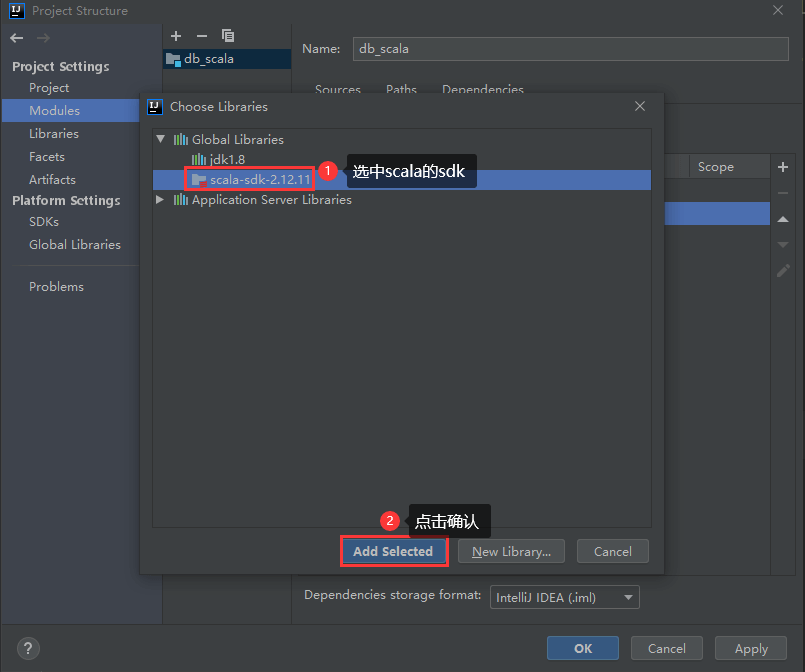 Project Structure
Name:
db_scala
db_scala
Project Settings
Project
Modules
Libraries
Facets
Artifacts
Platform Settings
SDKs
Global Libraries
Problems
Sources
Paths
Dependencies
Scope
Choose Libraries
Global Libraries
jdk1.8
scala-sdk-2.12.11
1
选中scala的sdk
Application Server Libraries
2
点击确认
Add Selected
New Library...
Cancel
Dependencies storage format:
IntelliJ IDEA (.iml)
?
OK
Cancel
Apply